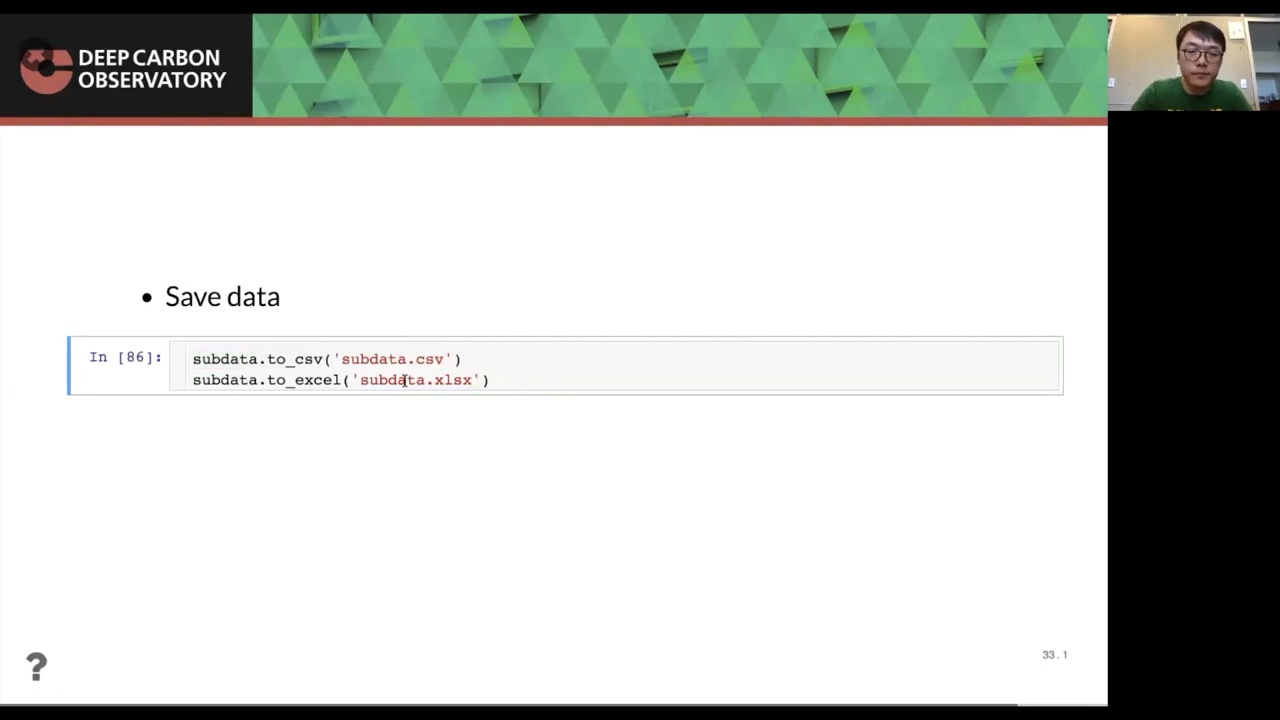 DEEP CARBON
OBSERVATORY
• Save data
In [86]:
subdata.to_csv('subdata.csv')
subdata.to_excel('subdata.xlsx')
33.1
?